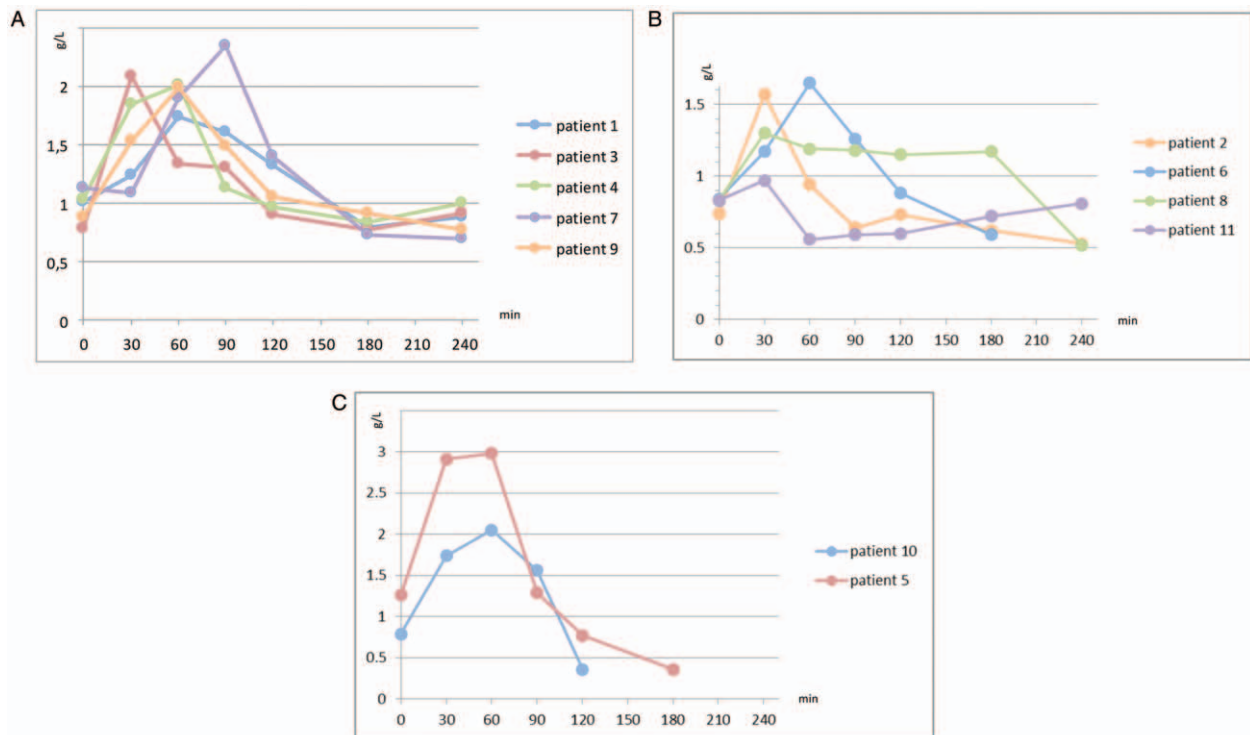 A
g/L
2
1,5
1
0,5
0
0 30 60 90 120 150 180 210 240
min
patient 1
patient 3
patient 4
patient 7
patient 9
B
g/L
1.5
1
0.5
0
0 30 60 90 120 150 180 210 240
min
patient 2
patient 6
patient 8
patient 11
C
g/L
3
2.5
2
1.5
1
0.5
0
0 30 60 90 120 150 180 210 240
min
patient 10
patient 5